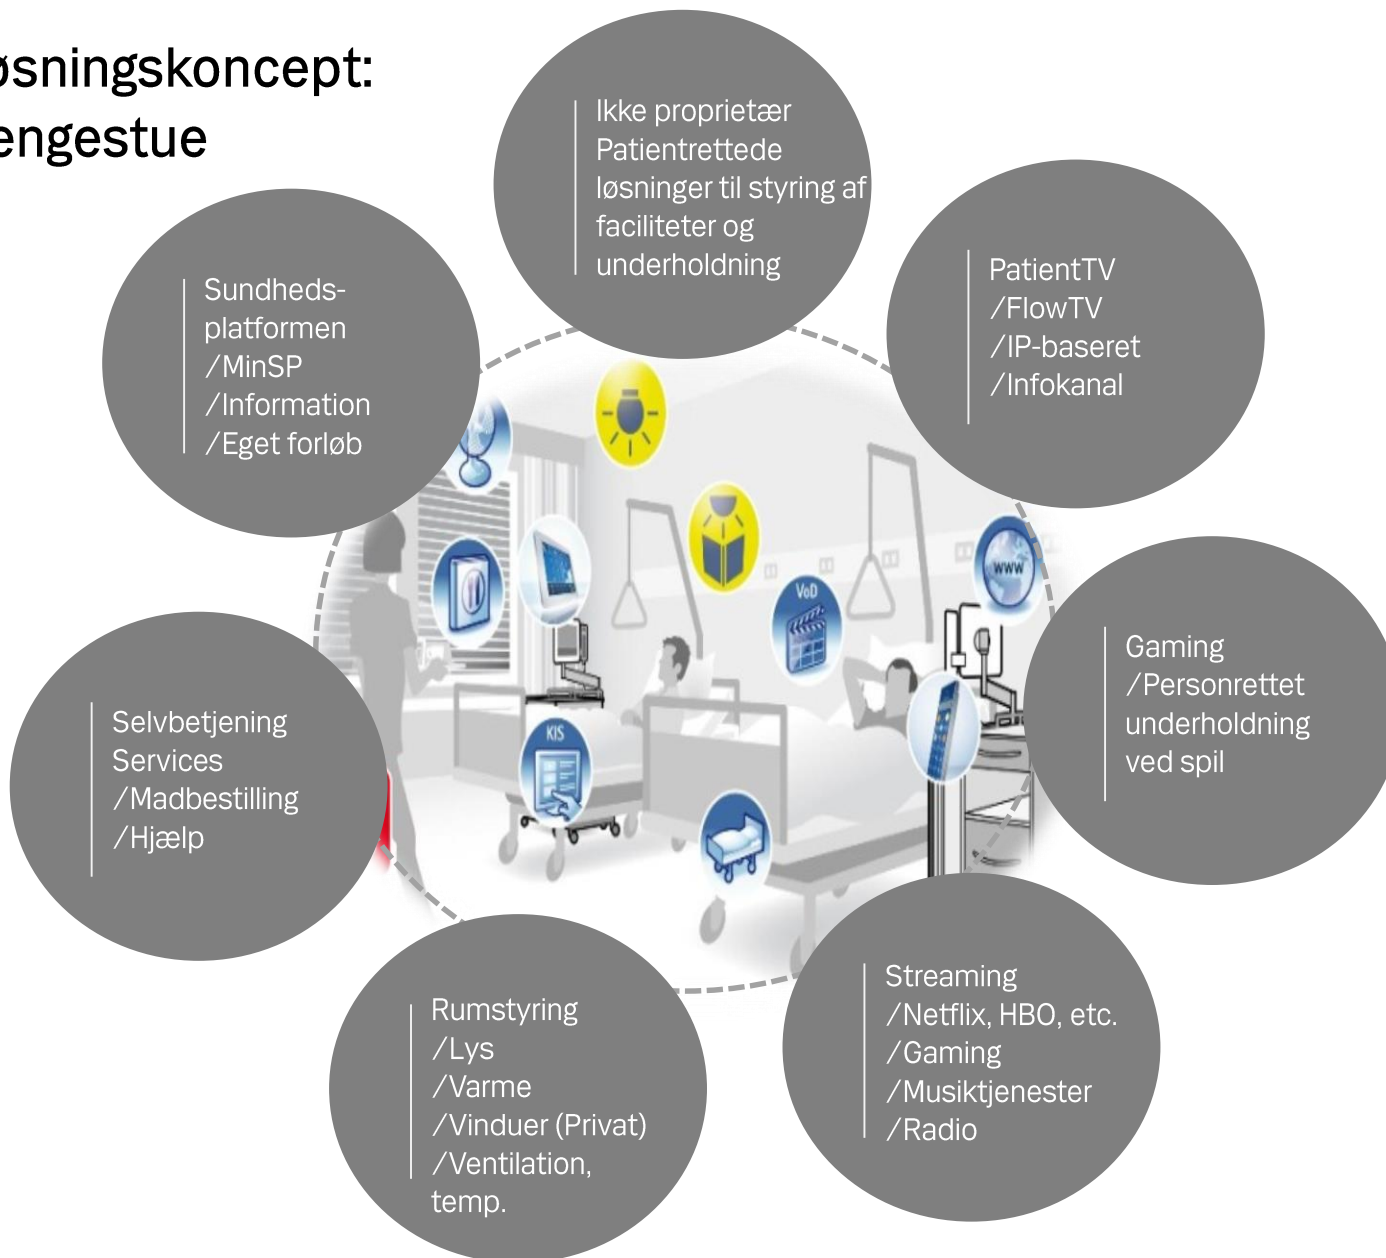 øsningskoncept:
engestue
Ikke proprietær
Patientrettede
løsninger til styring af
faciliteter og
underholdning
PatientTV
/FlowTV
/IP-baseret
/Infokanal
Gaming
/Personrettet
underholdning
ved spil
Streaming
/Netflix, HBO, etc.
/Gaming
/Musiktjenester
/Radio
Rumstyring
/Lys
/Varme
/Vinduer (Privat)
/Ventilation,
temp.
Selvbetjening
Services
/Madbestilling
/Hjælp
Sundheds-
platformen
/MinSP
/Information
/Eget forløb
VoD
www
KIS